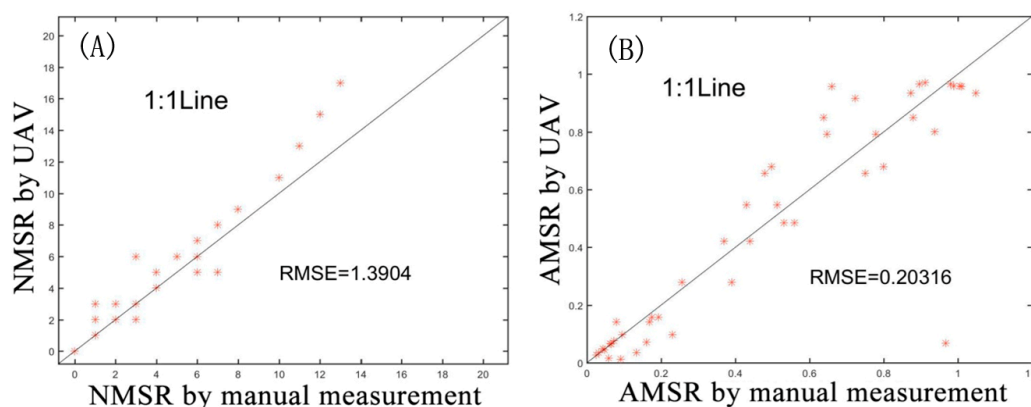 (A)
1:1Line
RMSE=1.3904
NMSR by UAV
20
18
16
14
12
10
8
6
4
2
0
0 2 4 6 8 10 12 14 16 18 20
NMSR by manual measurement
(B)
1:1Line
RMSE=0.20316
AMSR by UAV
1.2
1
0.8
0.6
0.4
0.2
0
0 0.2 0.4 0.6 0.8 1
AMSR by manual measurement